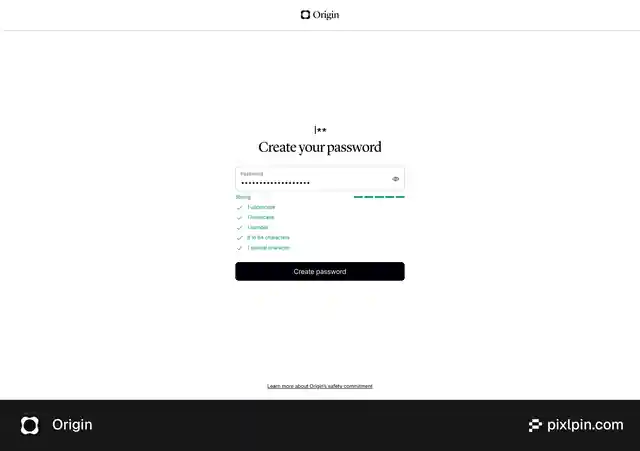 Origin
Create your password
Password
•••••••••••••••••••
Strong
1 uppercase
1 lowercase
1 number
8 to 64 characters
1 special character
Create password
Learn more about Origin's safety commitment
Origin
pixlpin.com